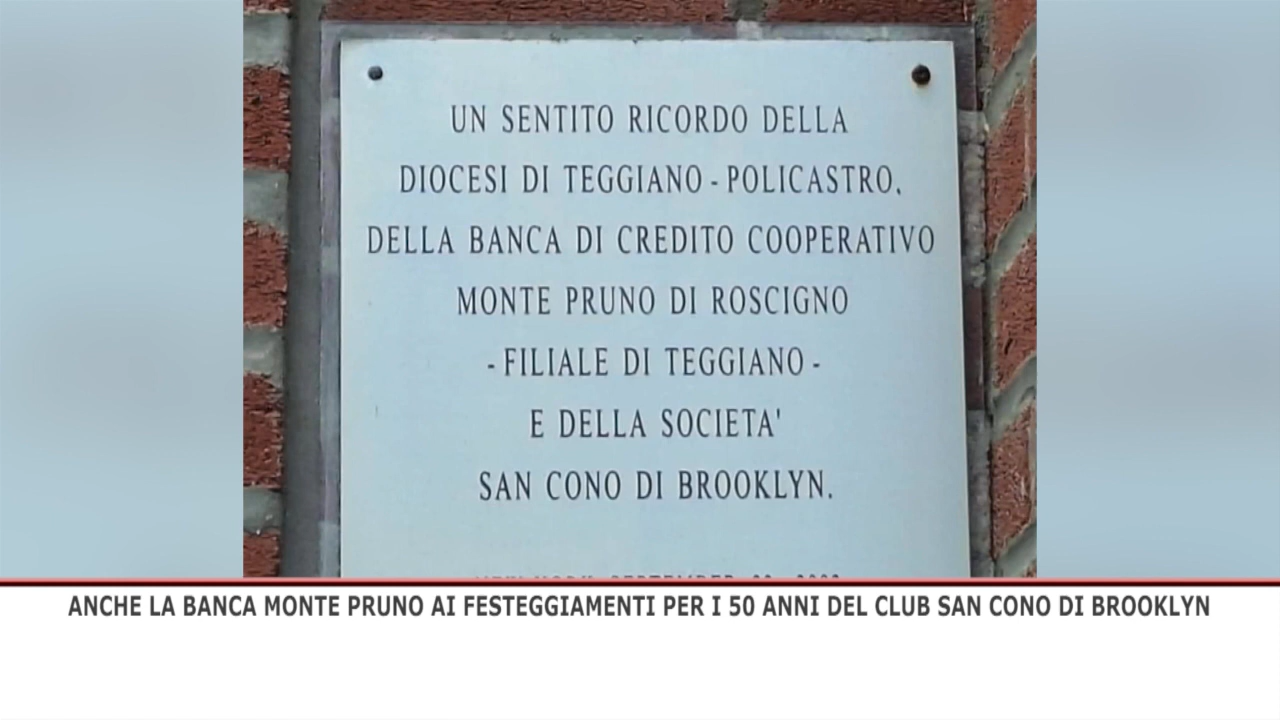 UN SENTITO RICORDO DELLA
DIOCESI DI TEGGIANO - POLICASTRO,
DELLA BANCA DI CREDITO COOPERATIVO
MONTE PRUNO DI ROSCIGNO
- FILIALE DI TEGGIANO -
E DELLA SOCIETA'
SAN CONO DI BROOKLYN.
ANCHE LA BANCA MONTE PRUNO AI FESTEGGIAMENTI PER I 50 ANNI DEL CLUB SAN CONO DI BROOKLYN